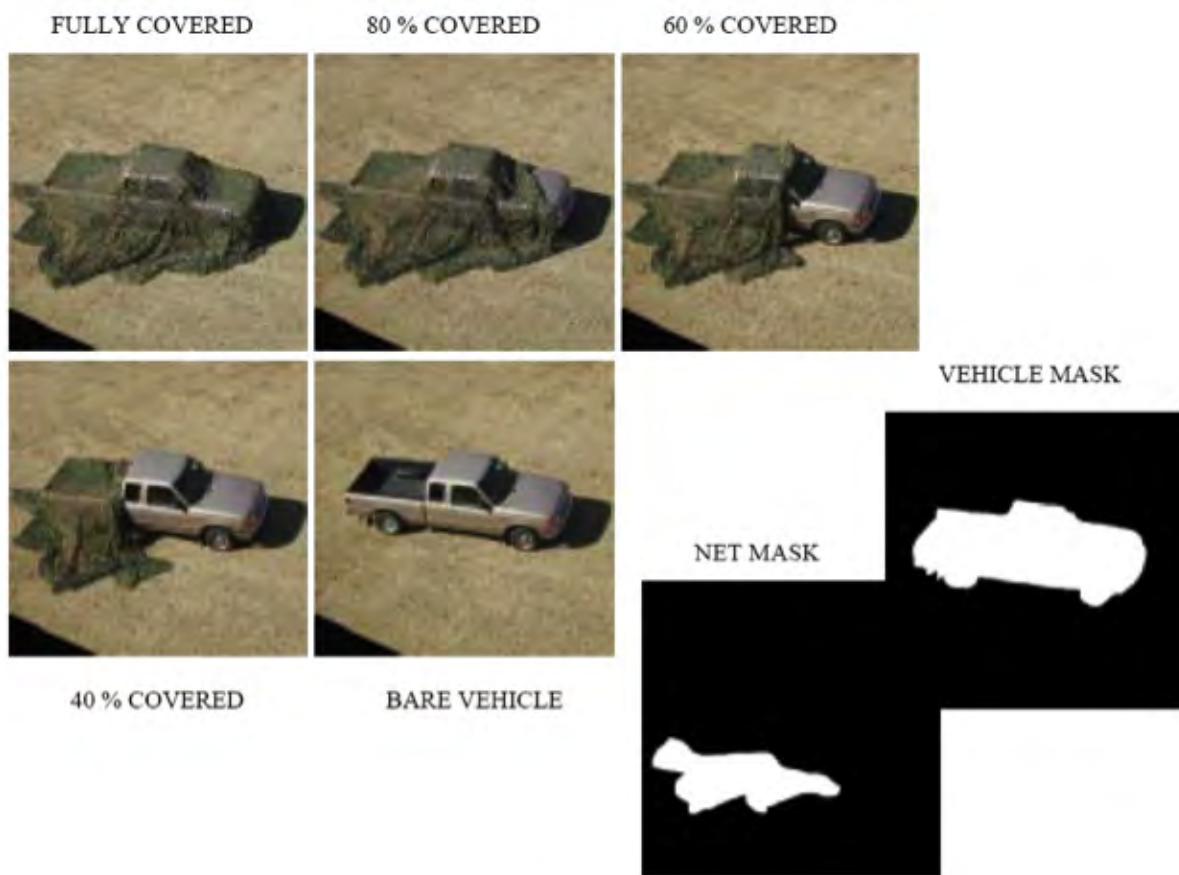 FULLY COVERED
80 % COVERED
60 % COVERED
VEHICLE MASK
NET MASK
40 % COVERED
BARE VEHICLE